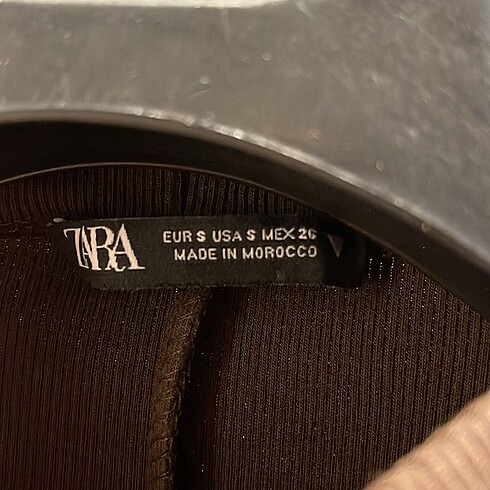 ZARA
EUR S USA S MEX 26
MADE IN MOROCCO